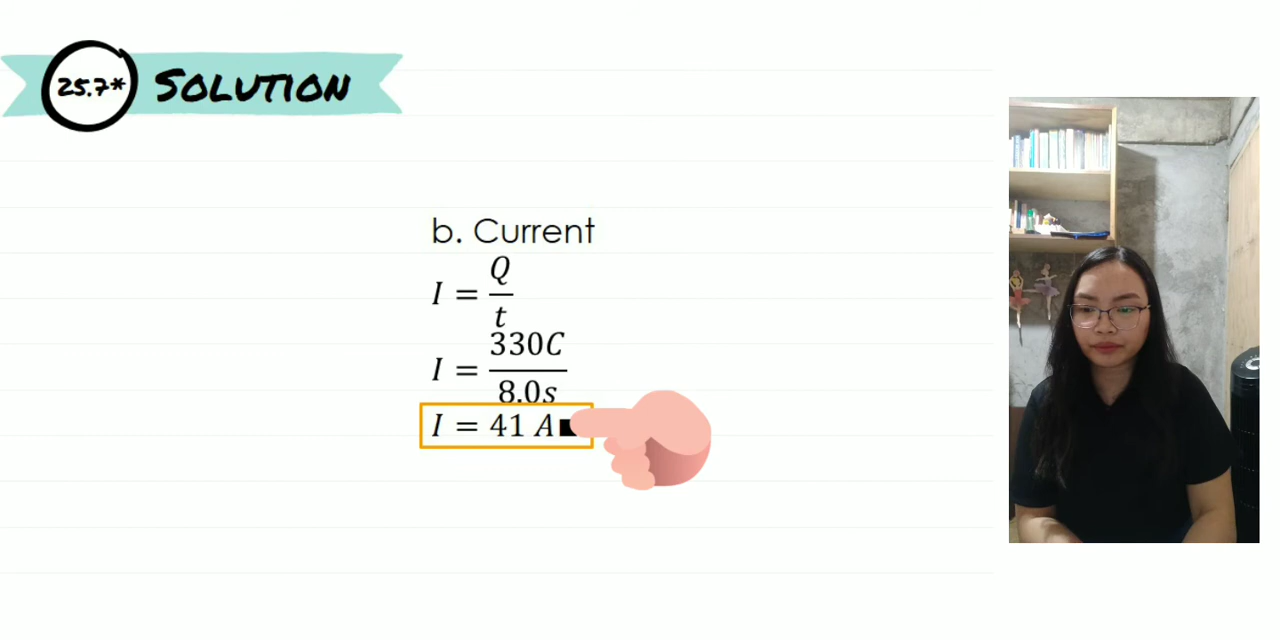 25.7* SOLUTION
b. Current
I = Q/t
I = 330C/8.0s
I = 41 A■